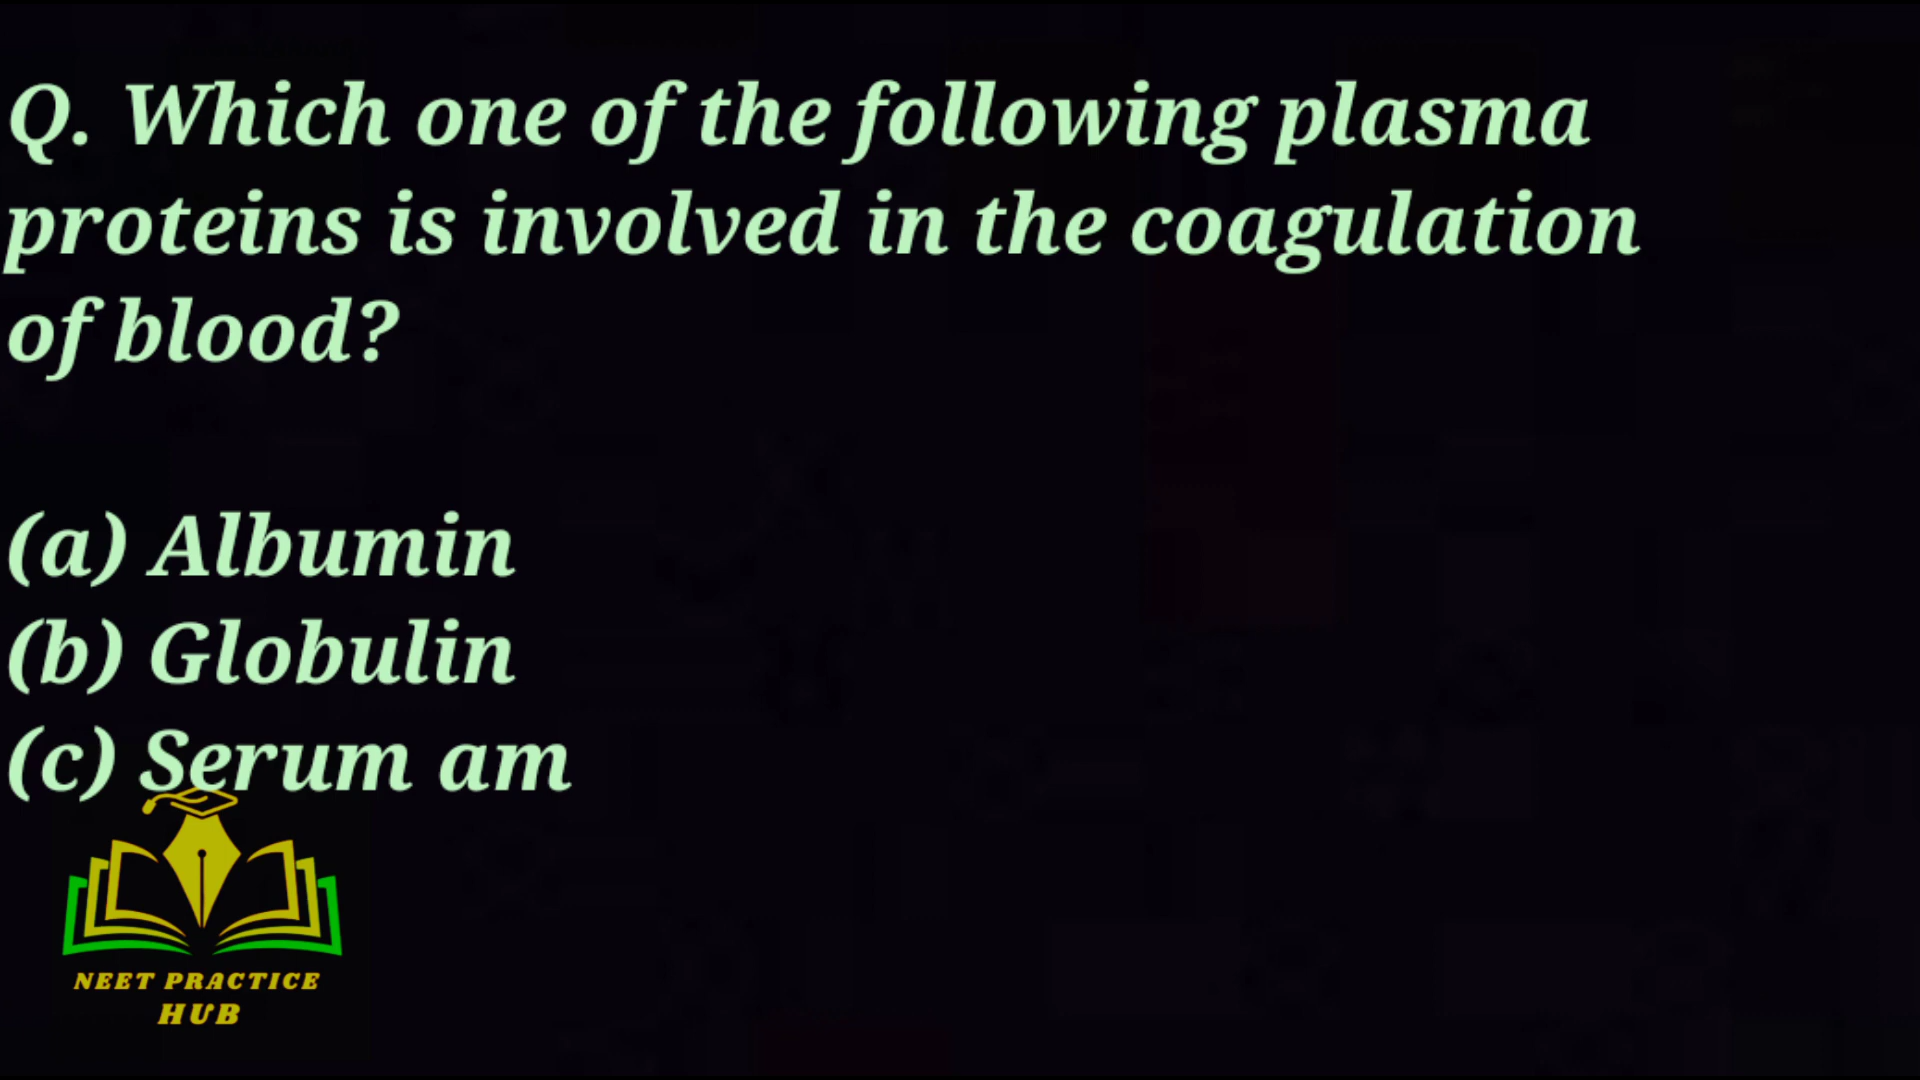 Q. Which one of the following plasma
proteins is involved in the coagulation
of blood?
(a) Albumin
(b) Globulin
(c) Serum am
NEET PRACTICE
HUB